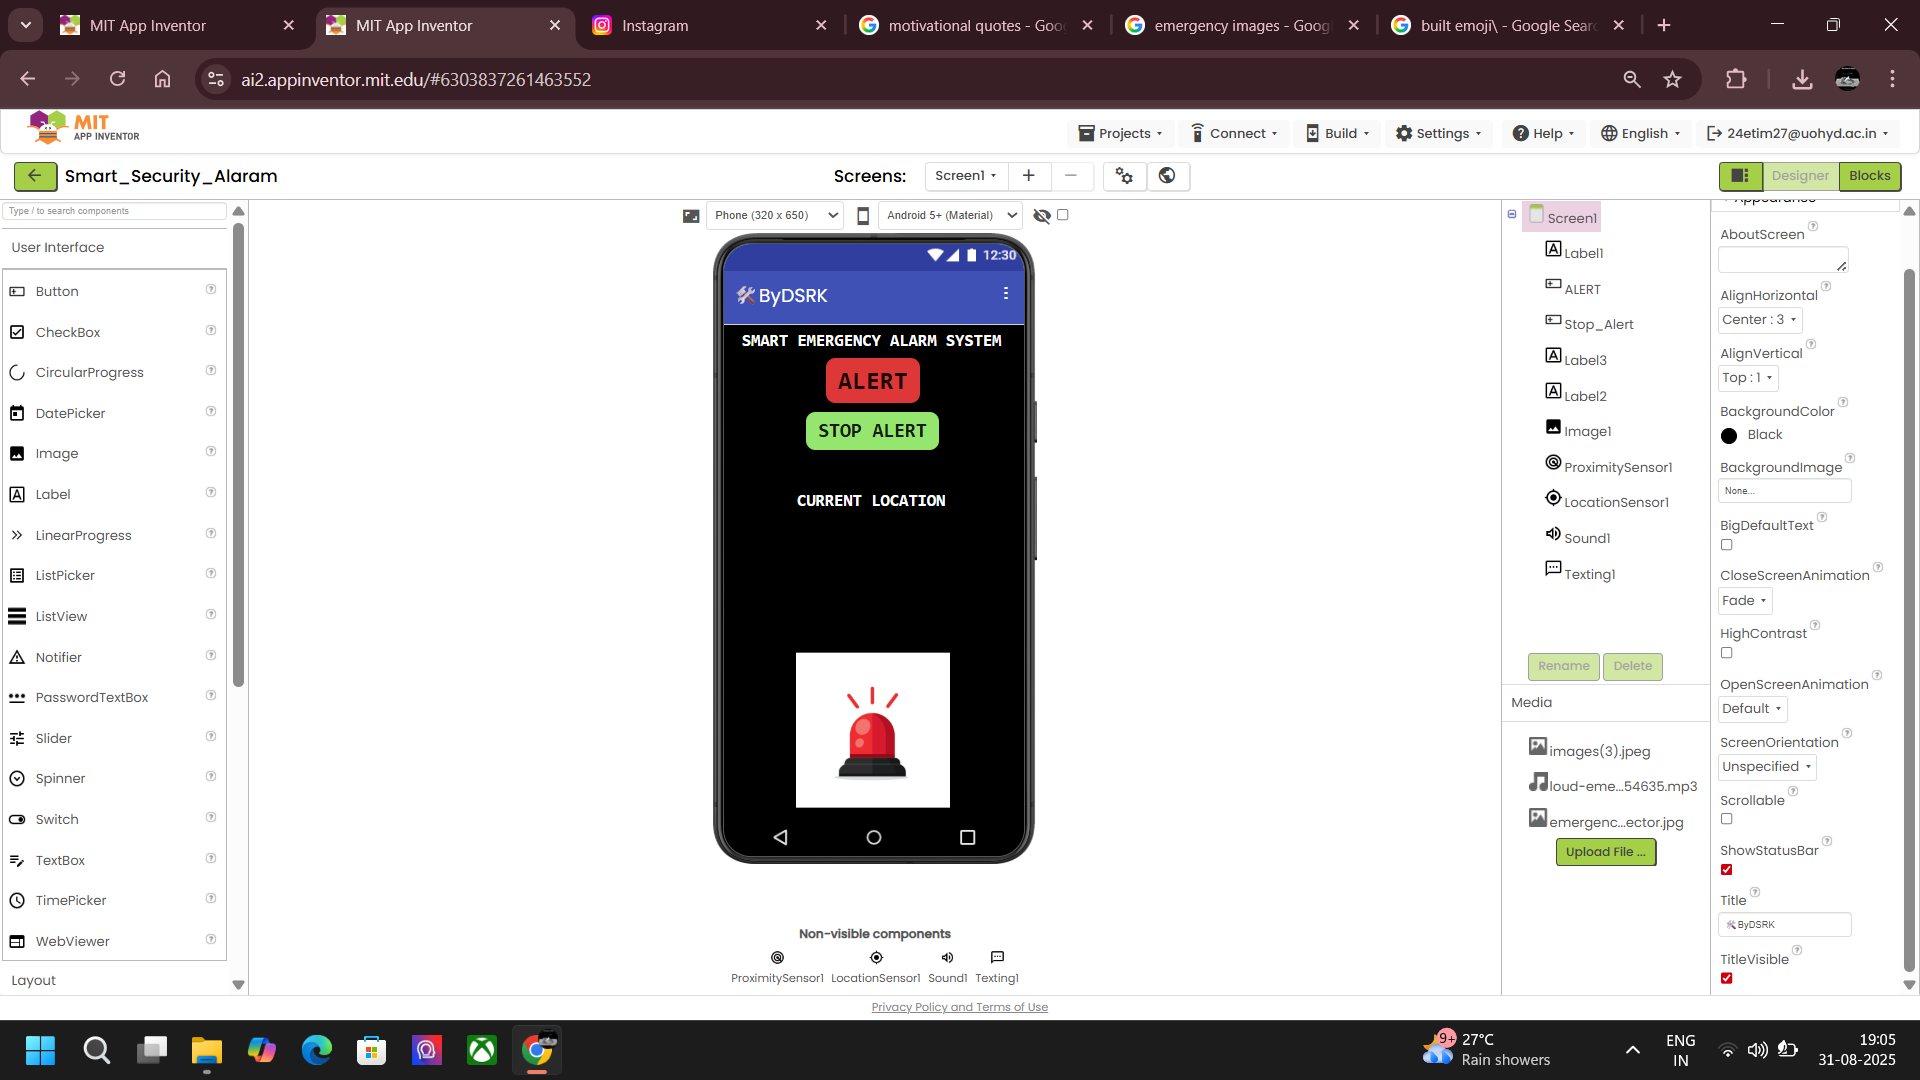 MIT App Inventor
MIT App Inventor
Instagram
motivational quotes - Goo
emergency images - Googl
built emoji\ - Google Sear
ai2.appinventor.mit.edu/#6303837261463552
MIT
APP INVENTOR
Projects
Connect
Build
Settings
Help
English
24etim27@uohyd.ac.in
Smart_Security_Alaram
Screens:
Screen1
Designer
Blocks
Type / to search components
User Interface
Button
CheckBox
CircularProgress
DatePicker
Image
Label
LinearProgress
ListPicker
ListView
Notifier
PasswordTextBox
Slider
Spinner
Switch
TextBox
TimePicker
WebViewer
Layout
Phone (320 x 650)
Android 5+ (Material)
12:30
🛠️ByDSRK
SMART EMERGENCY ALARM SYSTEM
ALERT
STOP ALERT
CURRENT LOCATION
Non-visible components
ProximitySensor1
LocationSensor1
Sound1
Texting1
Screen1
Label1
ALERT
Stop_Alert
Label3
Label2
Image1
ProximitySensor1
LocationSensor1
Sound1
Texting1
Rename
Delete
Media
images(3).jpeg
loud-eme...54635.mp3
emergenc...ector.jpg
Upload File ...
Appearance
AboutScreen
AlignHorizontal
Center : 3
AlignVertical
Top : 1
BackgroundColor
Black
BackgroundImage
None...
BigDefaultText
CloseScreenAnimation
Fade
HighContrast
OpenScreenAnimation
Default
ScreenOrientation
Unspecified
Scrollable
ShowStatusBar
Title
🛠️ByDSRK
TitleVisible
Privacy Policy and Terms of Use
9+
27°C
Rain showers
ENG
IN
19:05
31-08-2025